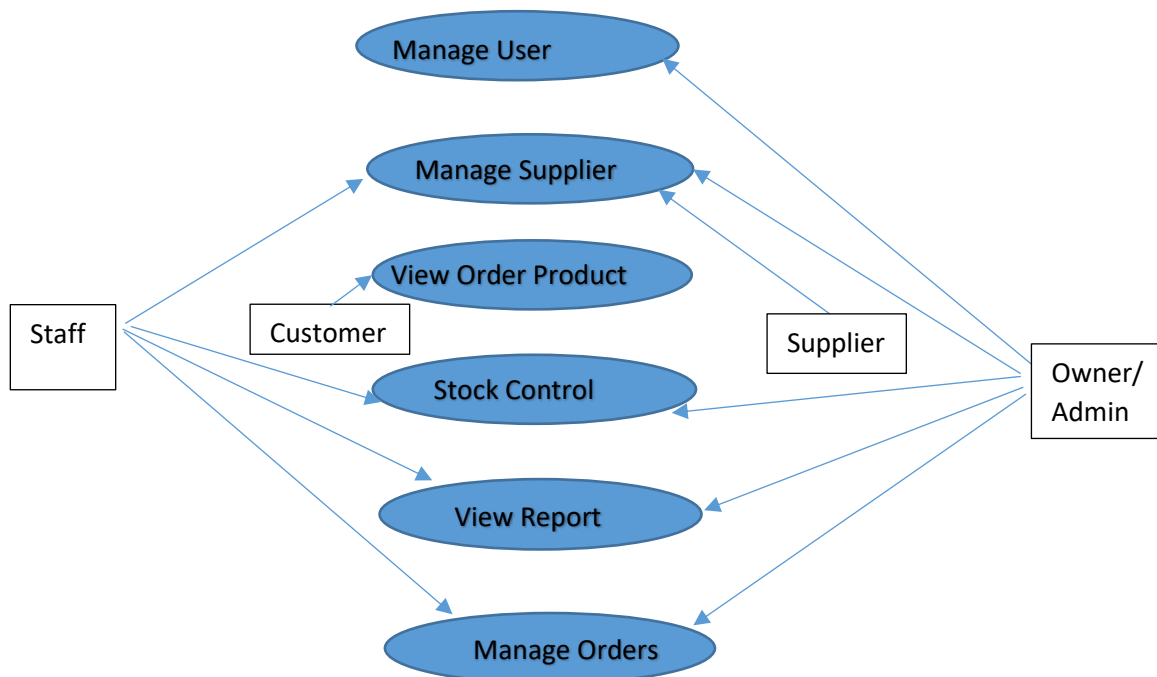 Manage User
Manage Supplier
View Order Product
Staff
Customer
Supplier
Stock Control
Owner/
Admin
View Report
Manage Orders